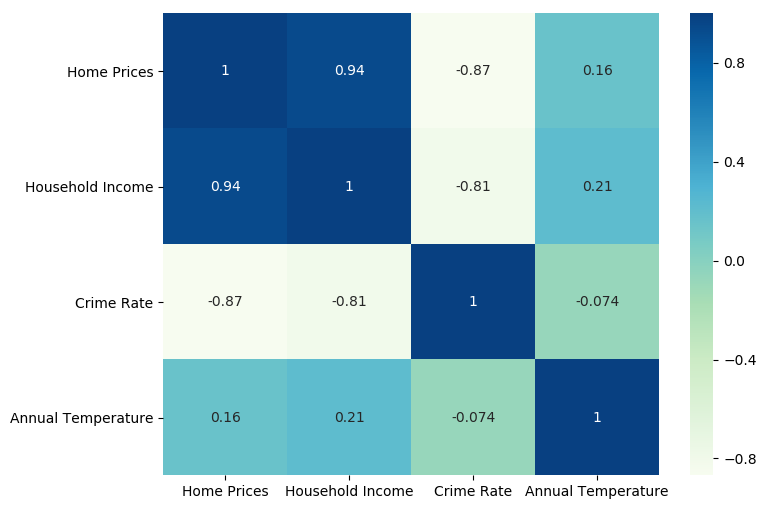 Home Prices 1 0.94 -0.87 0.16
Household Income 0.94 1 -0.81 0.21
Crime Rate -0.87 -0.81 1 -0.074
Annual Temperature 0.16 0.21 -0.074 1
Home Prices Household Income Crime Rate Annual Temperature
0.8
0.4
0.0
−0.4
−0.8